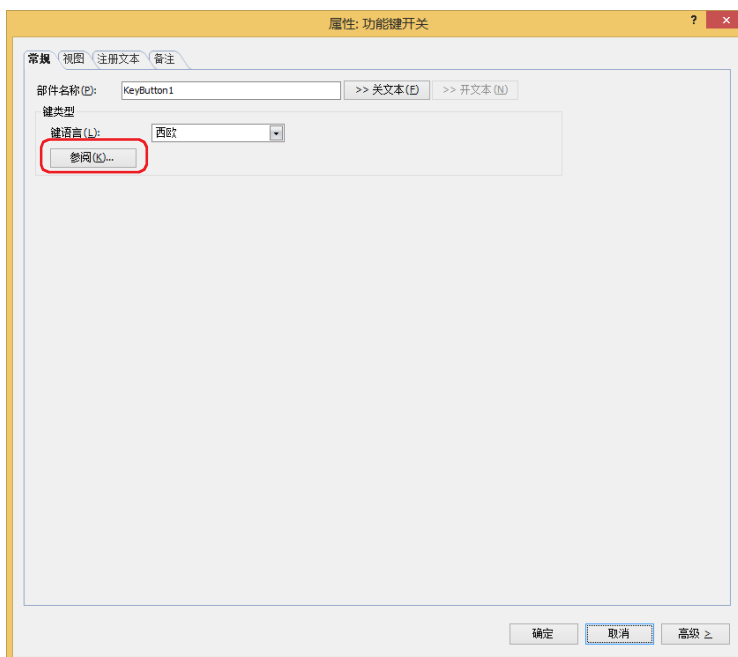 属性: 功能键开关
? ×
常规 视图 注册文本 备注
部件名称(P): KeyButton1 >> 关文本(F) >> 开文本(N)
键类型
键语言(L): 西欧
参阅(K)...
确定 取消 高级 ≥